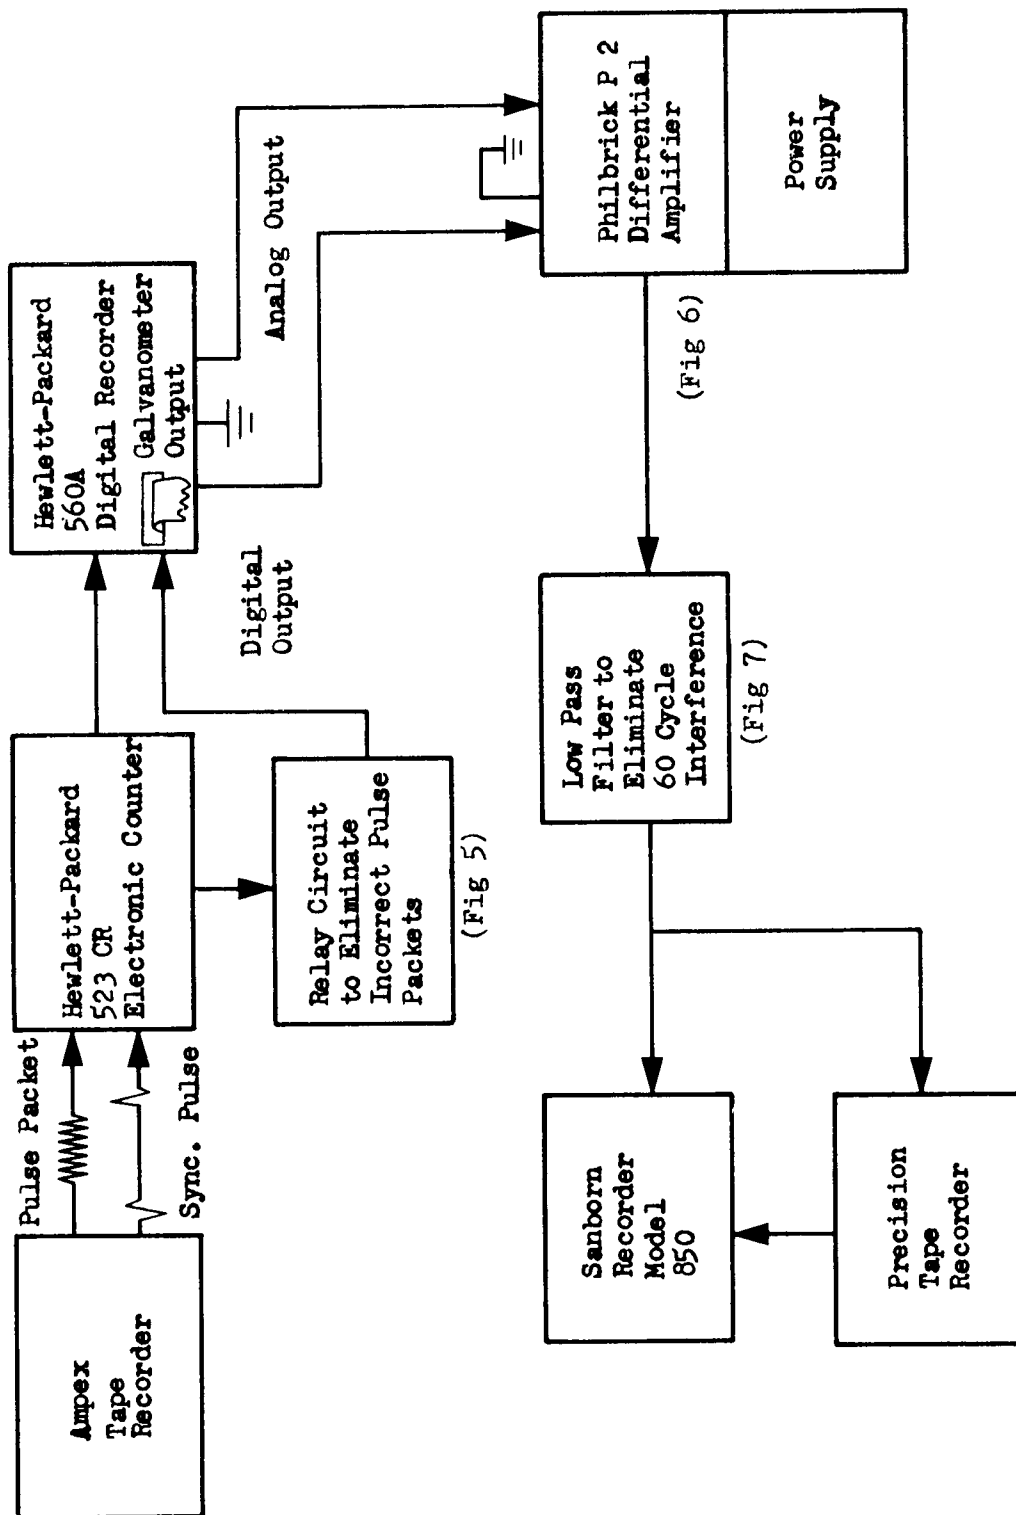 Ampex
Tape
Recorder
Pulse Packet
Sync. Pulse
Hewlett-Packard
523 CR
Electronic Counter
Relay Circuit
to Eliminate
Incorrect Pulse
Packets
(Fig 5)
Digital
Output
Hewlett-Packard
560A
Digital Recorder
Galvanometer
Output
Analog Output
Philbrick P 2
Differential
Amplifier
Power
Supply
(Fig 6)
Low Pass
Filter to
Eliminate
60 Cycle
Interference
(Fig 7)
Sanborn
Recorder
Model
850
Precision
Tape
Recorder